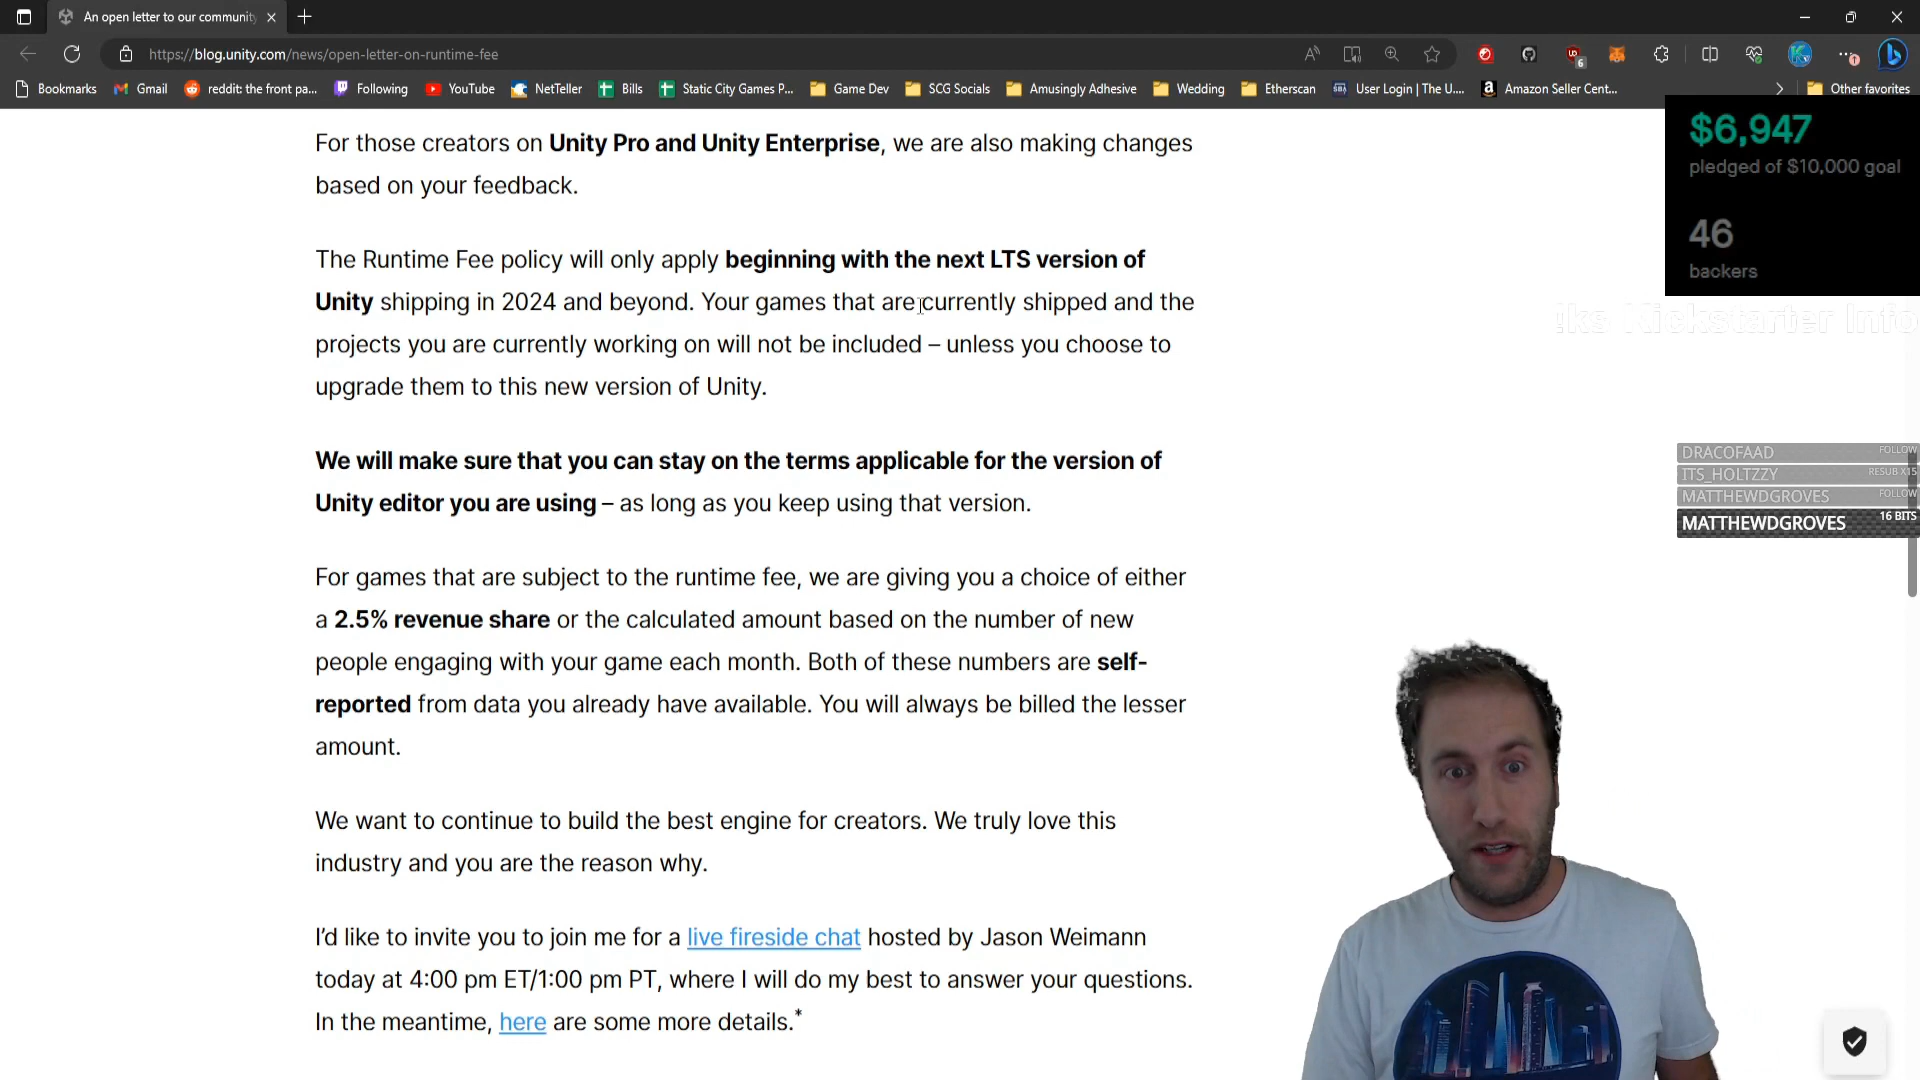 An open letter to our community
https://blog.unity.com/news/open-letter-on-runtime-fee
Bookmarks Gmail reddit: the front pa... Following YouTube NetTeller Bills Static City Games P... Game Dev SCG Socials Amusingly Adhesive Wedding Etherscan User Login | The U.... Amazon Seller Cent... Other favorites
For those creators on Unity Pro and Unity Enterprise, we are also making changes
based on your feedback.
The Runtime Fee policy will only apply beginning with the next LTS version of
Unity shipping in 2024 and beyond. Your games that are currently shipped and the
projects you are currently working on will not be included – unless you choose to
upgrade them to this new version of Unity.
We will make sure that you can stay on the terms applicable for the version of
Unity editor you are using – as long as you keep using that version.
For games that are subject to the runtime fee, we are giving you a choice of either
a 2.5% revenue share or the calculated amount based on the number of new
people engaging with your game each month. Both of these numbers are self-
reported from data you already have available. You will always be billed the lesser
amount.
We want to continue to build the best engine for creators. We truly love this
industry and you are the reason why.
I'd like to invite you to join me for a live fireside chat hosted by Jason Weimann
today at 4:00 pm ET/1:00 pm PT, where I will do my best to answer your questions.
In the meantime, here are some more details.*
$6,947
pledged of $10,000 goal
46
backers
!ks Kickstarter Info
DRACOFAAD FOLLOW
ITS_HOLTZZY RESUB X15
MATTHEWDGROVES FOLLOW
MATTHEWDGROVES 16 BITS